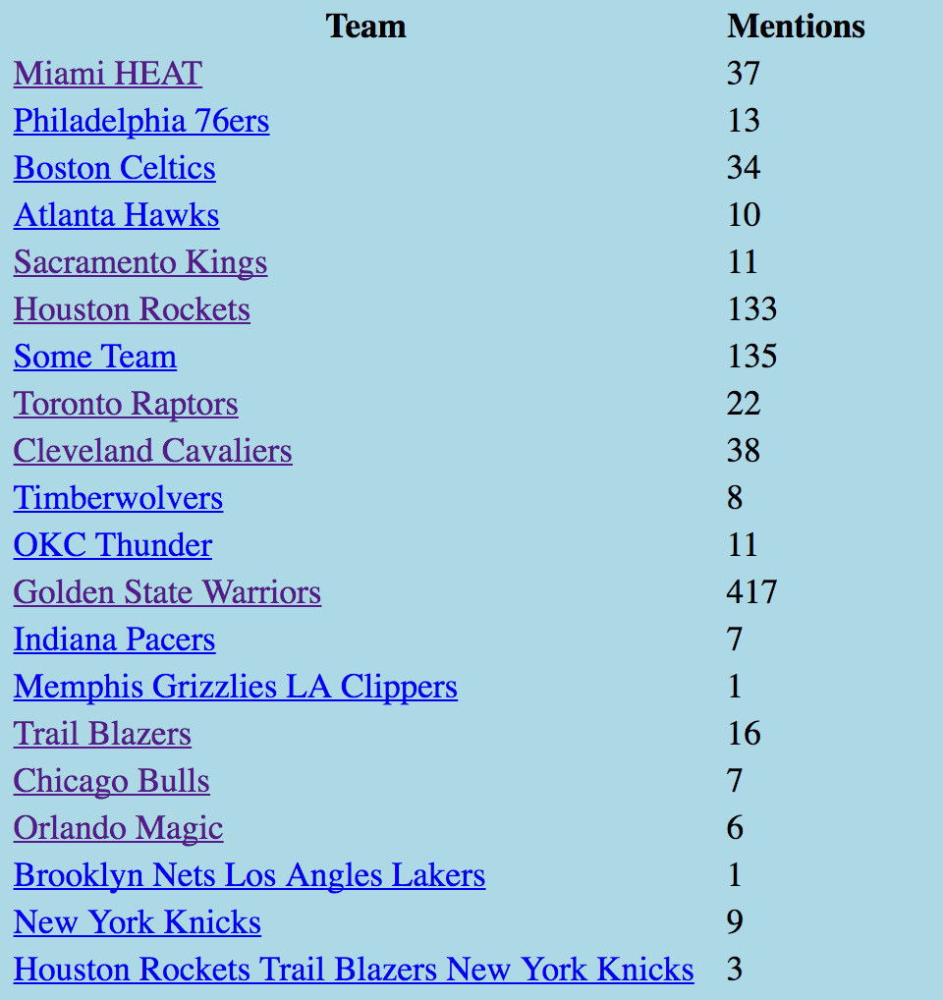 Team Mentions
Miami HEAT 37
Philadelphia 76ers 13
Boston Celtics 34
Atlanta Hawks 10
Sacramento Kings 11
Houston Rockets 133
Some Team 135
Toronto Raptors 22
Cleveland Cavaliers 38
Timberwolvers 8
OKC Thunder 11
Golden State Warriors 417
Indiana Pacers 7
Memphis Grizzlies LA Clippers 1
Trail Blazers 16
Chicago Bulls 7
Orlando Magic 6
Brooklyn Nets Los Angles Lakers 1
New York Knicks 9
Houston Rockets Trail Blazers New York Knicks 3